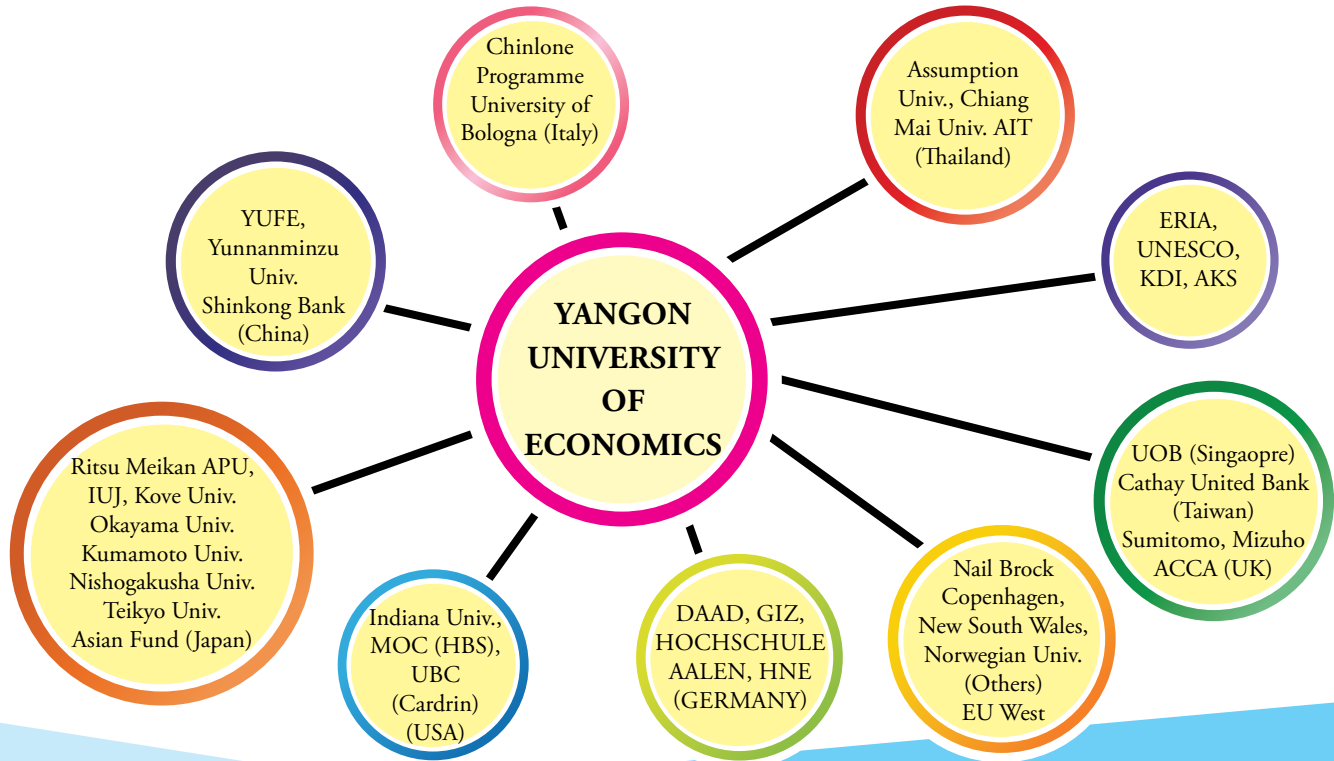 Chinlone
Programme
University of
Bologna (Italy)
Assumption
Univ., Chiang
Mai Univ. AIT
(Thailand)
YUFE,
Yunnanminzu
Univ.
Shinkong Bank
(China)
ERIA,
UNESCO,
KDI, AKS
YANGON
UNIVERSITY
OF
ECONOMICS
Ritsu Meikan APU,
IUJ, Kove Univ.
Okayama Univ.
Kumamoto Univ.
Nishogakusha Univ.
Teikyo Univ.
Asian Fund (Japan)
UOB (Singaopre)
Cathay United Bank
(Taiwan)
Sumitomo, Mizuho
ACCA (UK)
Indiana Univ.,
MOC (HBS),
UBC
(Cardrin)
(USA)
DAAD, GIZ,
HOCHSCHULE
AALEN, HNE
(GERMANY)
Nail Brock
Copenhagen,
New South Wales,
Norwegian Univ.
(Others)
EU West